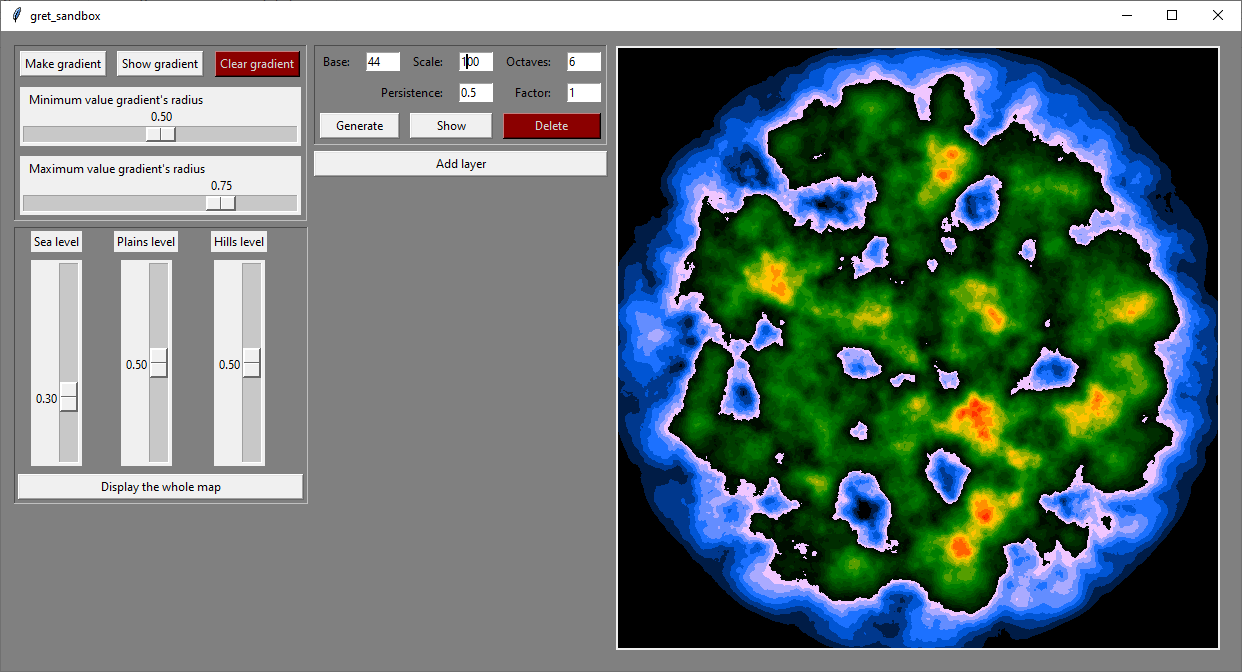 gret_sandbox
Make gradient Show gradient Clear gradient
Minimum value gradient's radius
0.50
Maximum value gradient's radius
0.75
Sea level Plains level Hills level
0.30 0.50 0.50
Display the whole map
Base: 44 Scale: 100 Octaves: 6
Persistence: 0.5 Factor: 1
Generate Show Delete
Add layer